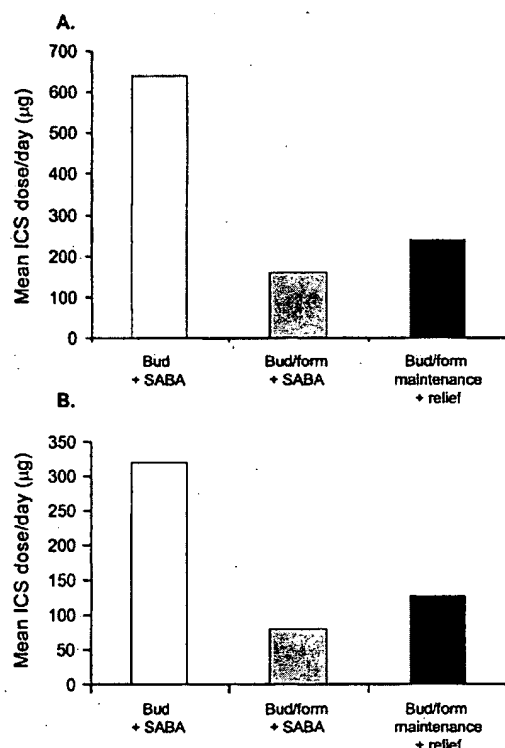 A.
Mean ICS dose/day (µg)
700
600
500
400
300
200
100
0
Bud
+ SABA
Bud/form
+ SABA
Bud/form
maintenance
+ relief
B.
Mean ICS dose/day (µg)
350
300
250
200
150
100
50
0
Bud
+ SABA
Bud/form
+ SABA
Bud/form
maintenance
+ relief